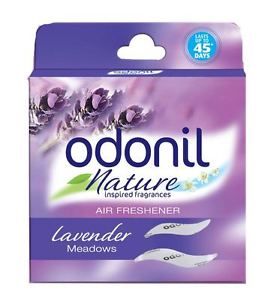 LASTS
UP TO
45*
DAYS
odonil
Nature
inspired fragrances
AIR FRESHENER
Lavender
Meadows